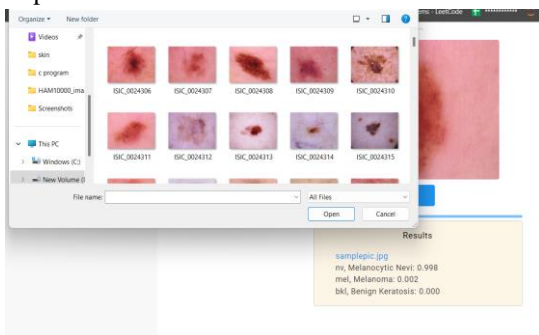 Organize New folder
ems - LeetCode
Videos
skin
c program
HAM10000_ima
Screenshots
This PC
Windows (C:)
New Volume (
ISIC_0024306 ISIC_0024307 ISIC_0024308 ISIC_0024309 ISIC_0024310
ISIC_0024311 ISIC_0024312 ISIC_0024313 ISIC_0024314 ISIC_0024315
File name: All Files
Open Cancel
Results
samplepic.jpg
nv, Melanocytic Nevi: 0.998
mel, Melanoma: 0.002
bkl, Benign Keratosis: 0.000